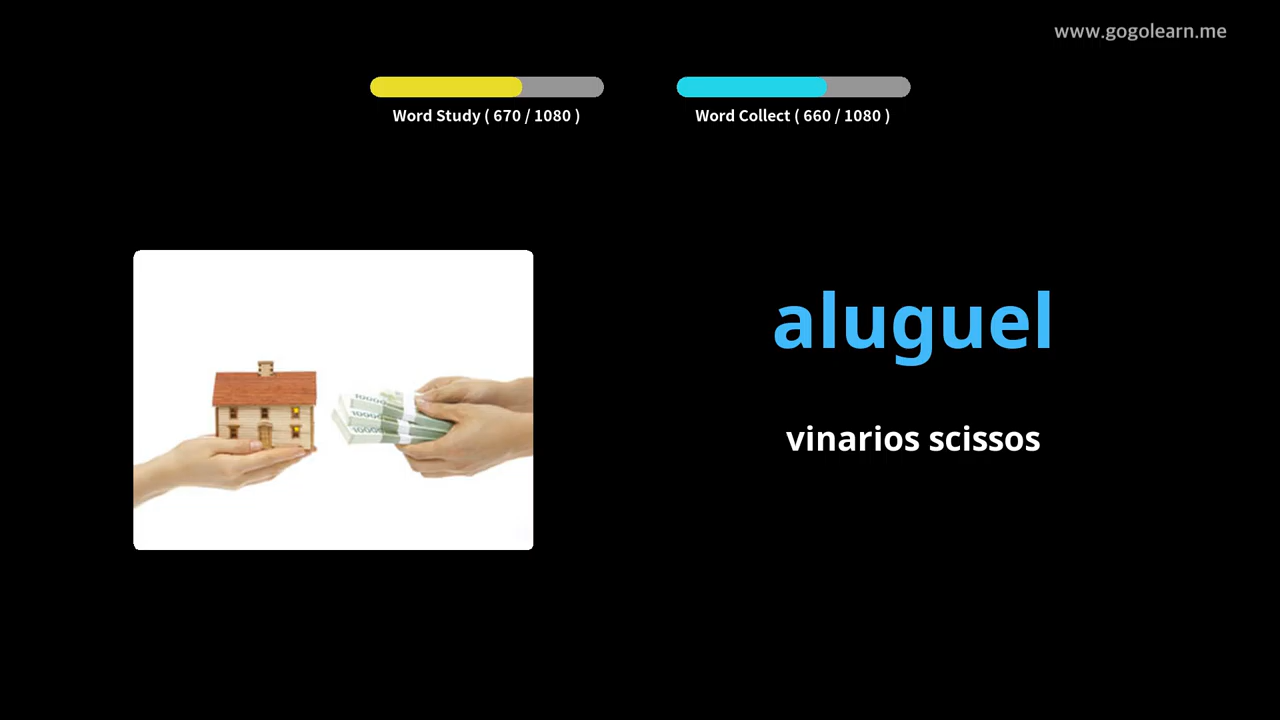 www.gogolearn.me
Word Study ( 670 / 1080 )
Word Collect ( 660 / 1080 )
aluguel
vinarios scissos